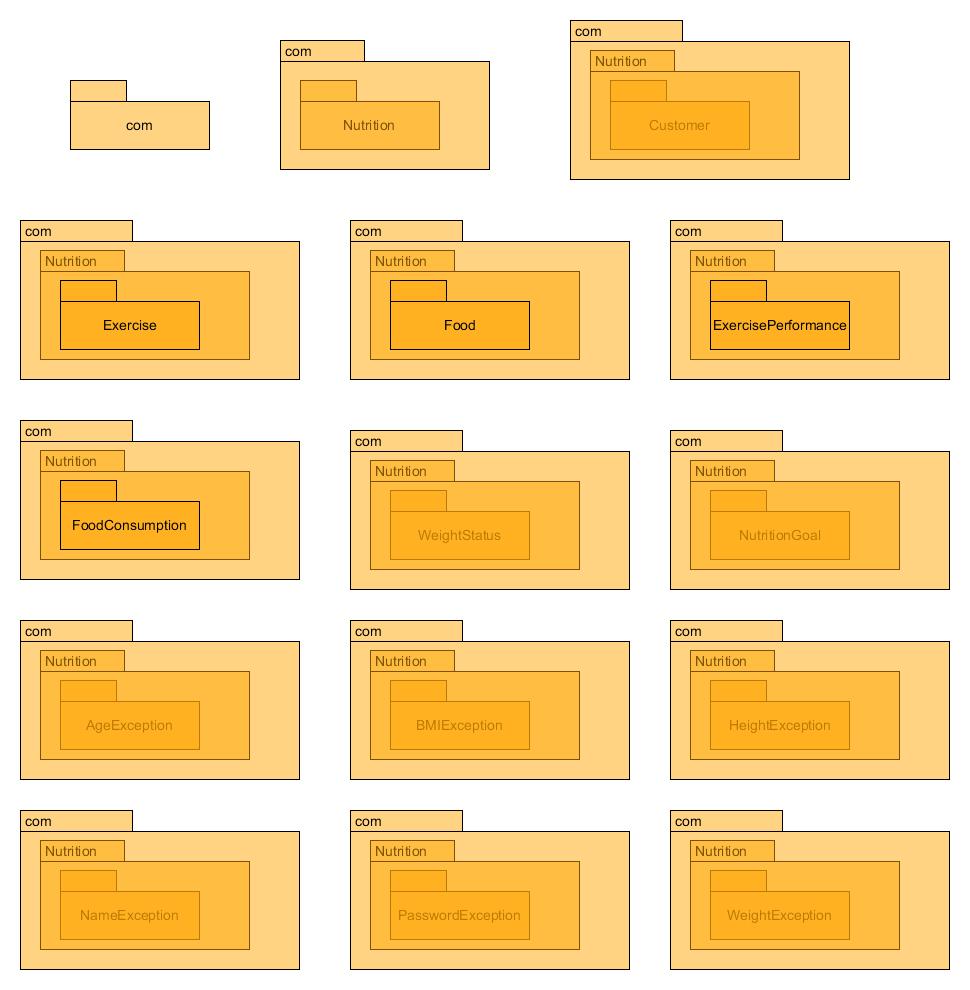 com
com
Nutrition
com
Nutrition
Customer
com
Nutrition
Exercise
com
Nutrition
Food
com
Nutrition
ExercisePerformance
com
Nutrition
FoodConsumption
com
Nutrition
WeightStatus
com
Nutrition
NutritionGoal
com
Nutrition
AgeException
com
Nutrition
BMIException
com
Nutrition
HeightException
com
Nutrition
NameException
com
Nutrition
PasswordException
com
Nutrition
WeightException